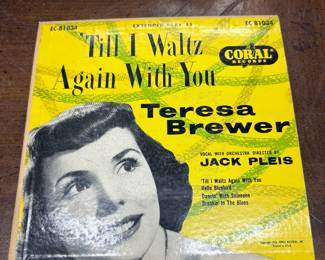 EC 81034
EXTENDED PLAY 45
EC 81034
'Till I Waltz
Again With You
CORAL
RECORDS
Teresa
Brewer
VOCAL WITH ORCHESTRA DIRECTED BY
JACK PLEIS
'Till I Waltz Again With You
Hello Bluebird
Dancin' With Someone
Breakin' In The Blues